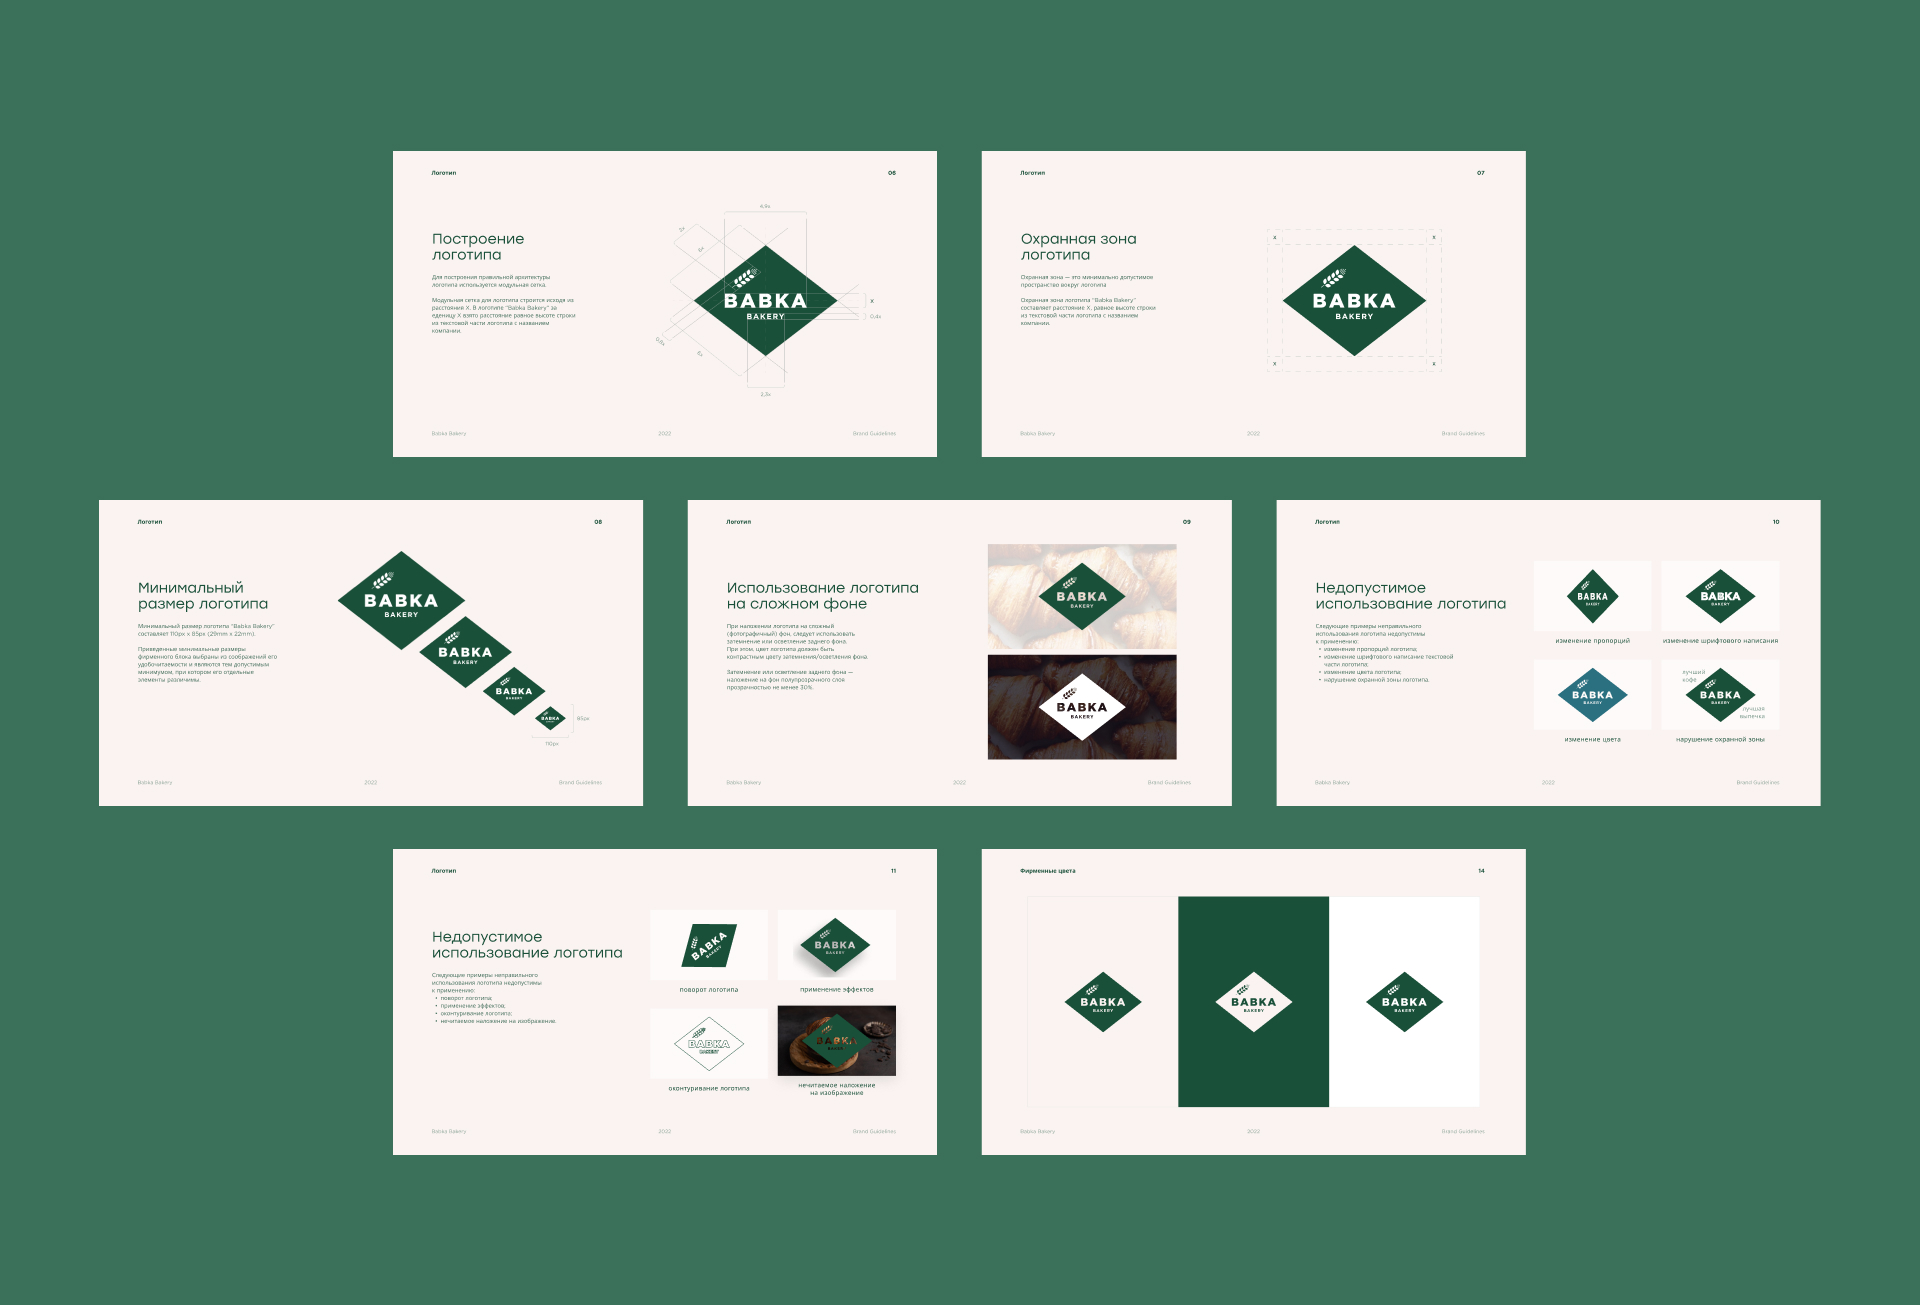 Логотип
06
Построение
логотипа
Для построения правильной архитектуры
логотипа используется модульная сетка.
Модульная сетка для логотипа строится исходя из
расстояния X. В логотипе "Babka Bakery" за
еденицу X взято расстояние равное высоте строки
из текстовой части логотипа с названием
компании.
4.9x
BABKA
BAKERY
x
0.4x
6x
2,3x
Babka Bakery
2022
Brand Guidelines
Логотип
07
Охранная зона
логотипа
Охранная зона — это минимально допустимое
пространство вокруг логотипа
Охранная зона логотипа "Babka Bakery"
составляет расстояние X, равное высоте строки
из текстовой части логотипа с названием
компании.
x
x
BABKA
BAKERY
x
x
Babka Bakery
2022
Brand Guidelines
Логотип
08
Минимальный
размер логотипа
Минимальный размер логотипа "Babka Bakery"
составляет 110px x 85px (29mm x 22mm).
Приведенные минимальные размеры
фирменного блока выбраны из соображений его
удобочитаемости и являются тем допустимым
минимумом, при котором его отдельные
элементы различимы.
BABKA
BAKERY
BABKA
BAKERY
BABKA
BAKERY
BABKA
85px
110px
Babka Bakery
2022
Brand Guidelines
Логотип
09
Использование логотипа
на сложном фоне
При наложении логотипа на сложный
(фотографичный) фон, следует использовать
затемнение или осветление заднего фона.
При этом, цвет логотипа должен быть
контрастным цвету затемнения/осветления фона.
Затемнение или осветление заднего фона —
наложение на фон полупрозрачного слоя
прозрачностью не менее 30%.
BABKA
BAKERY
BABKA
BAKERY
Babka Bakery
2022
Brand Guidelines
Логотип
10
Недопустимое
использование логотипа
Следующие примеры неправильного
использования логотипа недопустимы
к применению:
• изменение пропорций логотипа;
• изменение шрифтового написание текстовой
части логотипа;
• изменение цвета логотипа;
• нарушение охранной зоны логотипа.
BABKA
BAKERY
изменение пропорций
BABKA
BAKERY
изменение шрифтового написания
BABKA
BAKERY
изменение цвета
лучший
кофе
BABKA
BAKERY
лучшая
выпечка
нарушение охранной зоны
Babka Bakery
2022
Brand Guidelines
Логотип
11
Недопустимое
использование логотипа
Следующие примеры неправильного
использования логотипа недопустимы
к применению:
• поворот логотипа;
• применение эффектов;
• оконтуривание логотипа;
• нечитаемое наложение на изображение.
BABKA
BAKERY
поворот логотипа
BABKA
BAKERY
применение эффектов
BABKA
BAKERY
оконтуривание логотипа
BABKA
нечитаемое наложение
на изображение
Babka Bakery
2022
Brand Guidelines
Фирменные цвета
14
BABKA
BAKERY
BABKA
BAKERY
BABKA
BAKERY
Babka Bakery
2022
Brand Guidelines